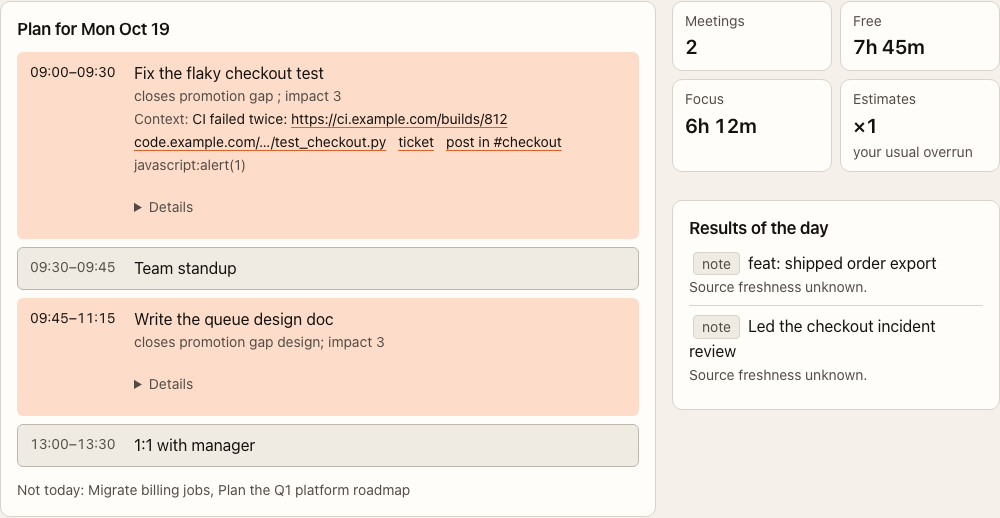 Plan for Mon Oct 19
09:00–09:30 Fix the flaky checkout test
closes promotion gap ; impact 3
Context: CI failed twice: https://ci.example.com/builds/812
code.example.com/.../test_checkout.py ticket post in #checkout
javascript:alert(1)
▶ Details
09:30–09:45 Team standup
09:45–11:15 Write the queue design doc
closes promotion gap design; impact 3
▶ Details
13:00–13:30 1:1 with manager
Not today: Migrate billing jobs, Plan the Q1 platform roadmap
Meetings
2
Free
7h 45m
Focus
6h 12m
Estimates
×1
your usual overrun
Results of the day
note feat: shipped order export
Source freshness unknown.
note Led the checkout incident
review
Source freshness unknown.